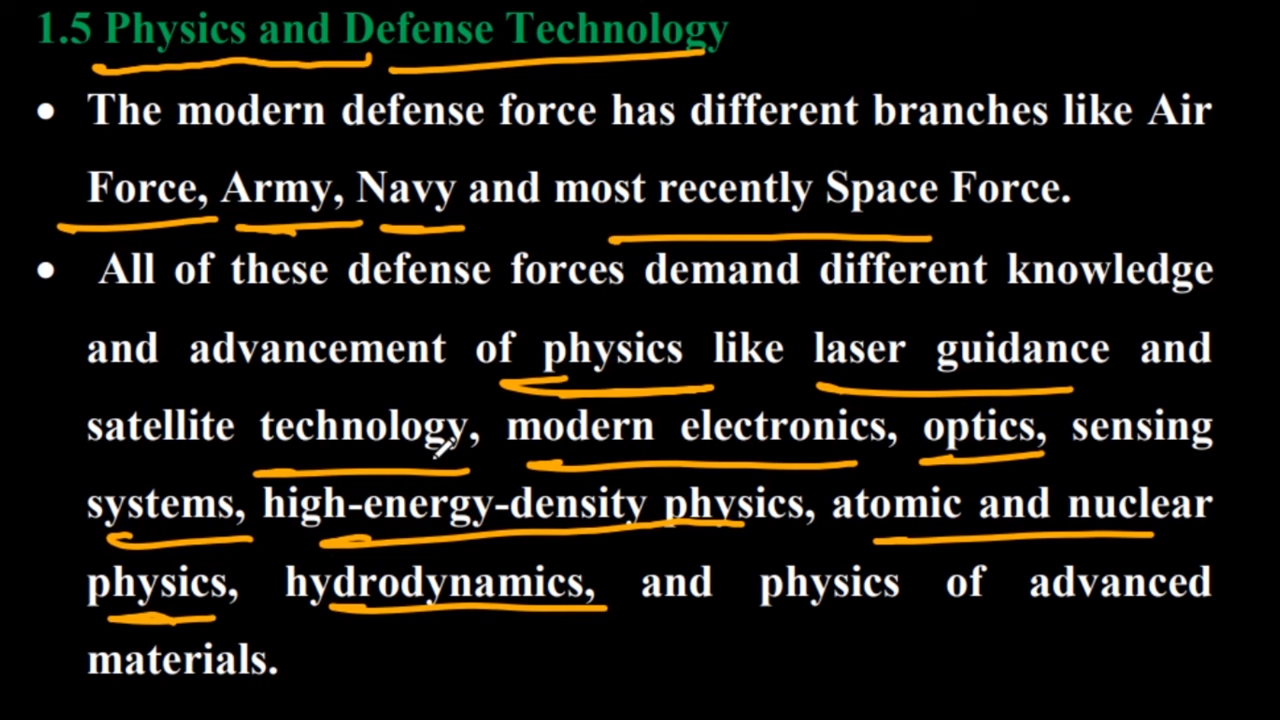 1.5 Physics and Defense Technology
• The modern defense force has different branches like Air
Force, Army, Navy and most recently Space Force.
• All of these defense forces demand different knowledge
and advancement of physics like laser guidance and
satellite technology, modern electronics, optics, sensing
systems, high-energy-density physics, atomic and nuclear
physics, hydrodynamics, and physics of advanced
materials.